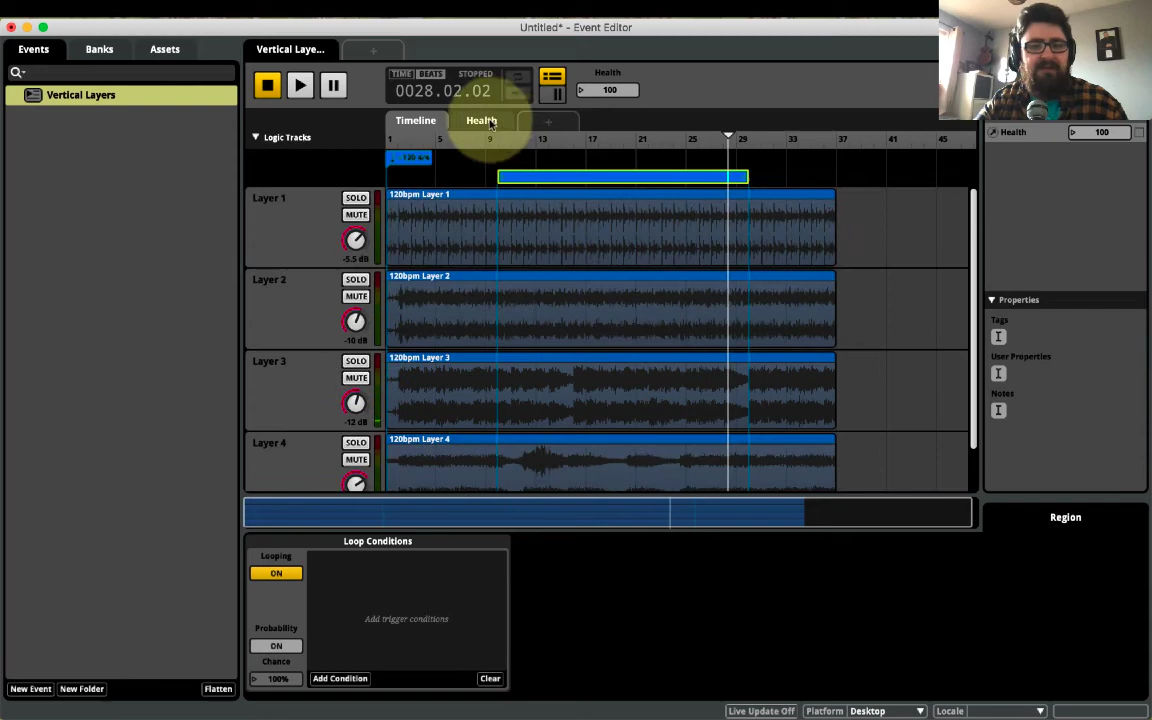 Untitled* - Event Editor
Events
Banks
Assets
Vertical Laye...
+
TIME
BEATS
STOPPED
0028.02.02
Health
100
Vertical Layers
Timeline
Health
+
Health
100
Logic Tracks
1
5
9
13
17
21
25
29
33
37
45
Layer 1
SOLO
MUTE
-5.5 dB
120bpm Layer 1
Layer 2
SOLO
MUTE
-10 dB
120bpm Layer 2
Layer 3
SOLO
MUTE
-12 dB
120bpm Layer 3
Layer 4
SOLO
MUTE
120bpm Layer 4
Properties
Tags
User Properties
Notes
Region
Loop Conditions
Looping
ON
Add trigger conditions
Probability
ON
Chance
100%
Add Condition
Clear
New Event
New Folder
Flatten
Live Update Off
Platform
Desktop
Locale